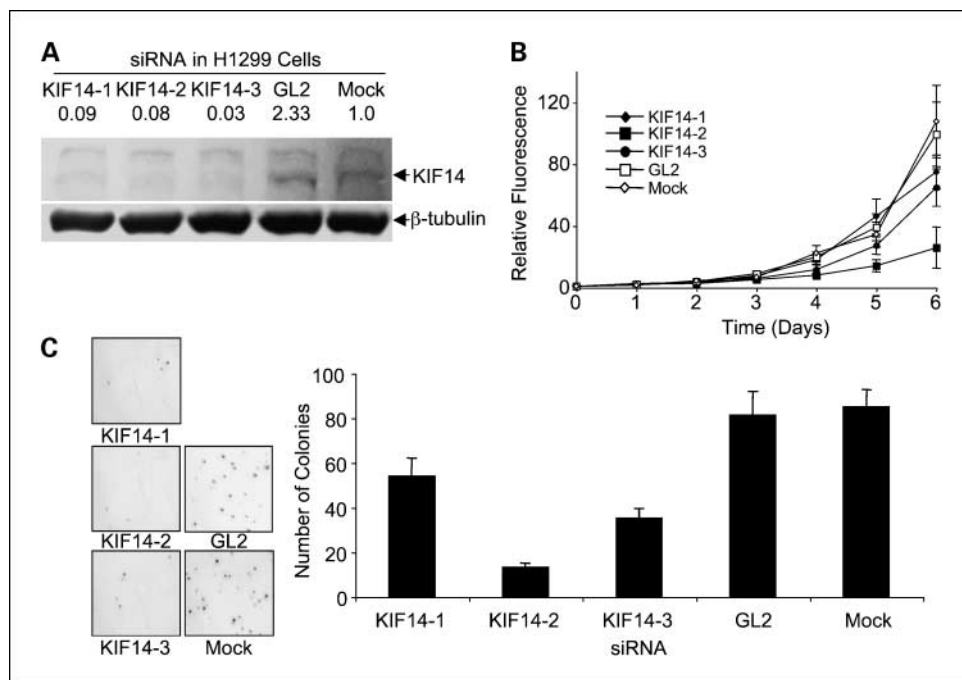 A
siRNA in H1299 Cells
KIF14-1 KIF14-2 KIF14-3 GL2 Mock
0.09 0.08 0.03 2.33 1.0
KIF14
β-tubulin
B
Relative Fluorescence
120
80
40
0
KIF14-1
KIF14-2
KIF14-3
GL2
Mock
0 1 2 3 4 5 6
Time (Days)
C
KIF14-1
KIF14-2 GL2
KIF14-3 Mock
Number of Colonies
100
80
60
40
20
0
KIF14-1 KIF14-2 KIF14-3 GL2 Mock
siRNA